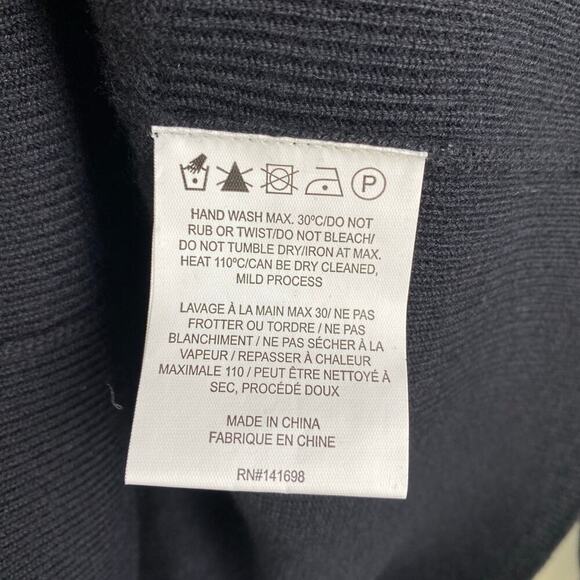 P
HAND WASH MAX. 30ºC/DO NOT
RUB OR TWIST/DO NOT BLEACH/
DO NOT TUMBLE DRY/IRON AT MAX.
HEAT 110ºC/CAN BE DRY CLEANED,
MILD PROCESS
LAVAGE À LA MAIN MAX 30/ NE PAS
FROTTER OU TORDRE / NE PAS
BLANCHIMENT / NE PAS SÉCHER À LA
VAPEUR / REPASSER À CHALEUR
MAXIMALE 110 / PEUT ÊTRE NETTOYÉ À
SEC, PROCÉDÉ DOUX
MADE IN CHINA
FABRIQUE EN CHINE
RN#141698